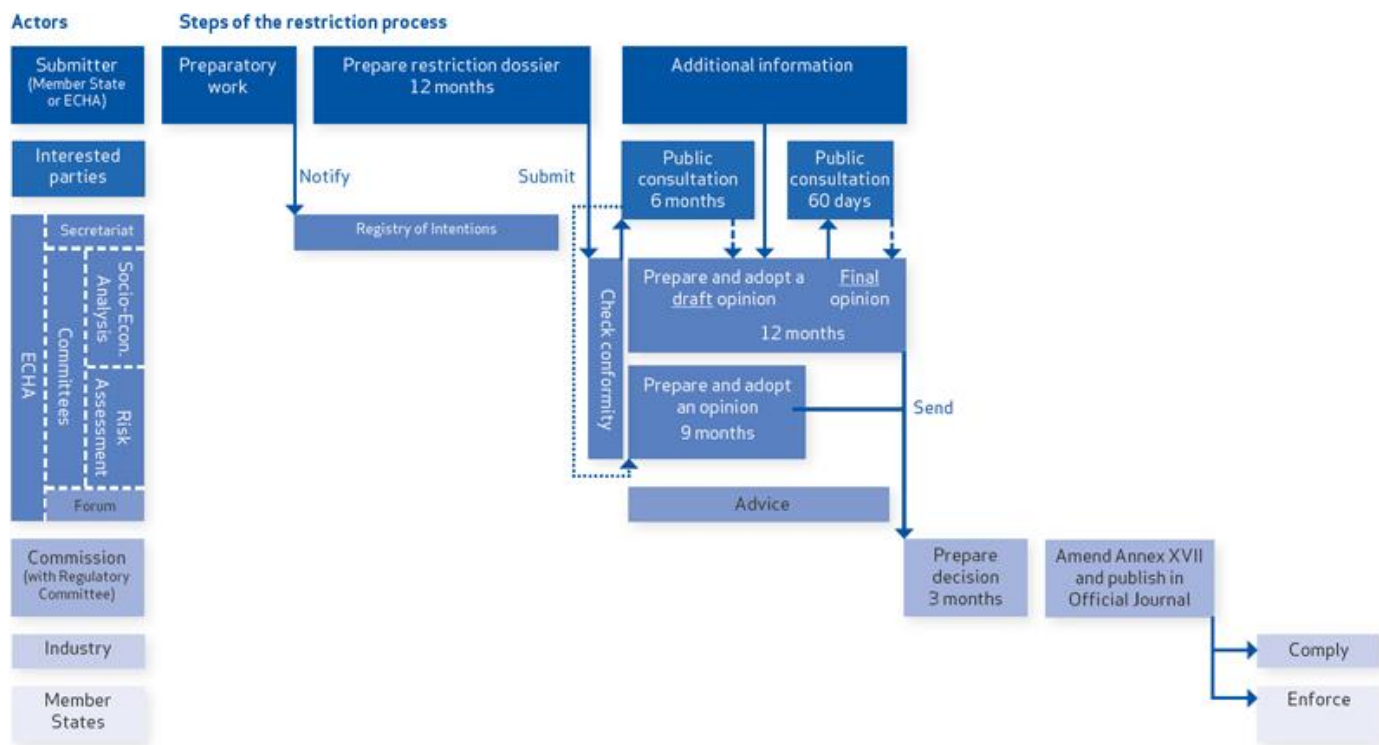 Actors
Steps of the restriction process
Submitter
(Member State
or ECHA)
Preparatory
work
Prepare restriction dossier
12 months
Additional information
Interested
parties
Notify
Submit
Public
consultation
6 months
Public
consultation
60 days
ECHA
Secretariat
Committees
Socio-Econ.
Analysis
Risk
Assessment
Forum
Registry of Intentions
Check conformity
Prepare and adopt a
draft opinion
Final
opinion
12 months
Prepare and adopt
an opinion
9 months
Send
Advice
Commission
(with Regulatory
Committee)
Prepare
decision
3 months
Amend Annex XVII
and publish in
Official Journal
Industry
Comply
Member
States
Enforce